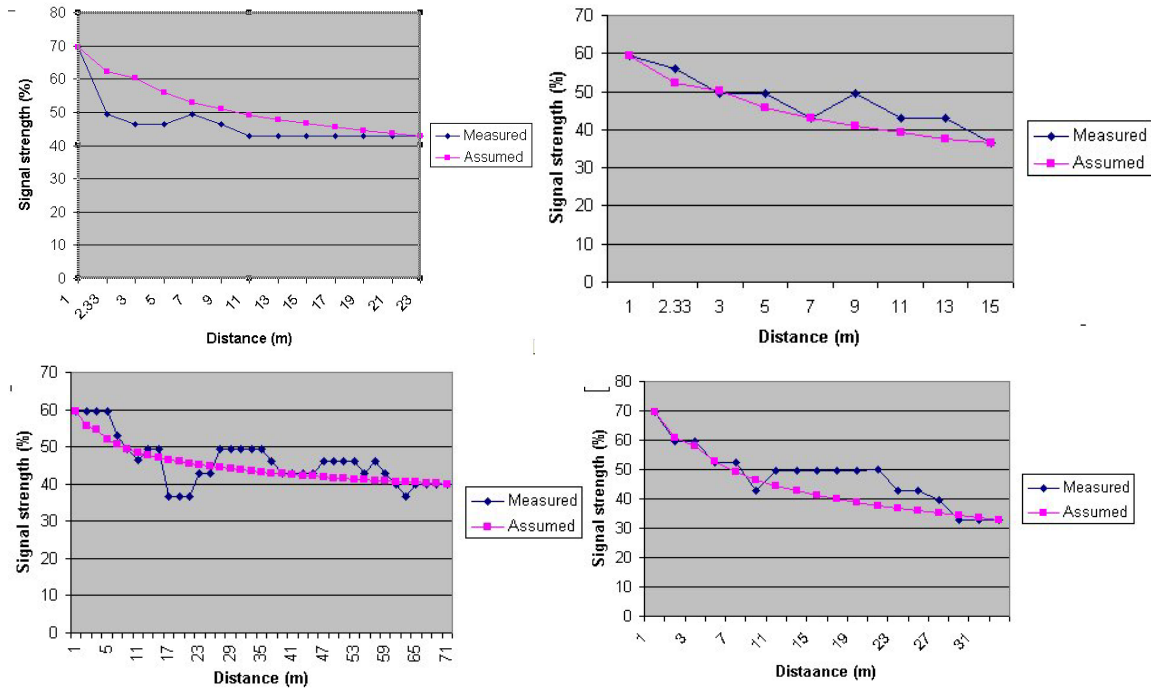 80
70
60
50
40
30
20
10
0
Signal strength (%)
1 2.33 3 5 7 9 11 13 15 17 19 21 23
Distance (m)
Measured
Assumed
70
60
50
40
30
20
10
0
Signal strength (%)
1 2.33 3 5 7 9 11 13 15
Distance (m)
Measured
Assumed
70
60
50
40
30
20
10
0
Signal strength (%)
1 5 11 17 23 29 35 41 47 53 59 65 71
Distance (m)
Measured
Assumed
80
70
60
50
40
30
20
10
0
Signal strength (%)
1 3 7 11 15 19 23 27 31
Distaance (m)
Measured
Assumed